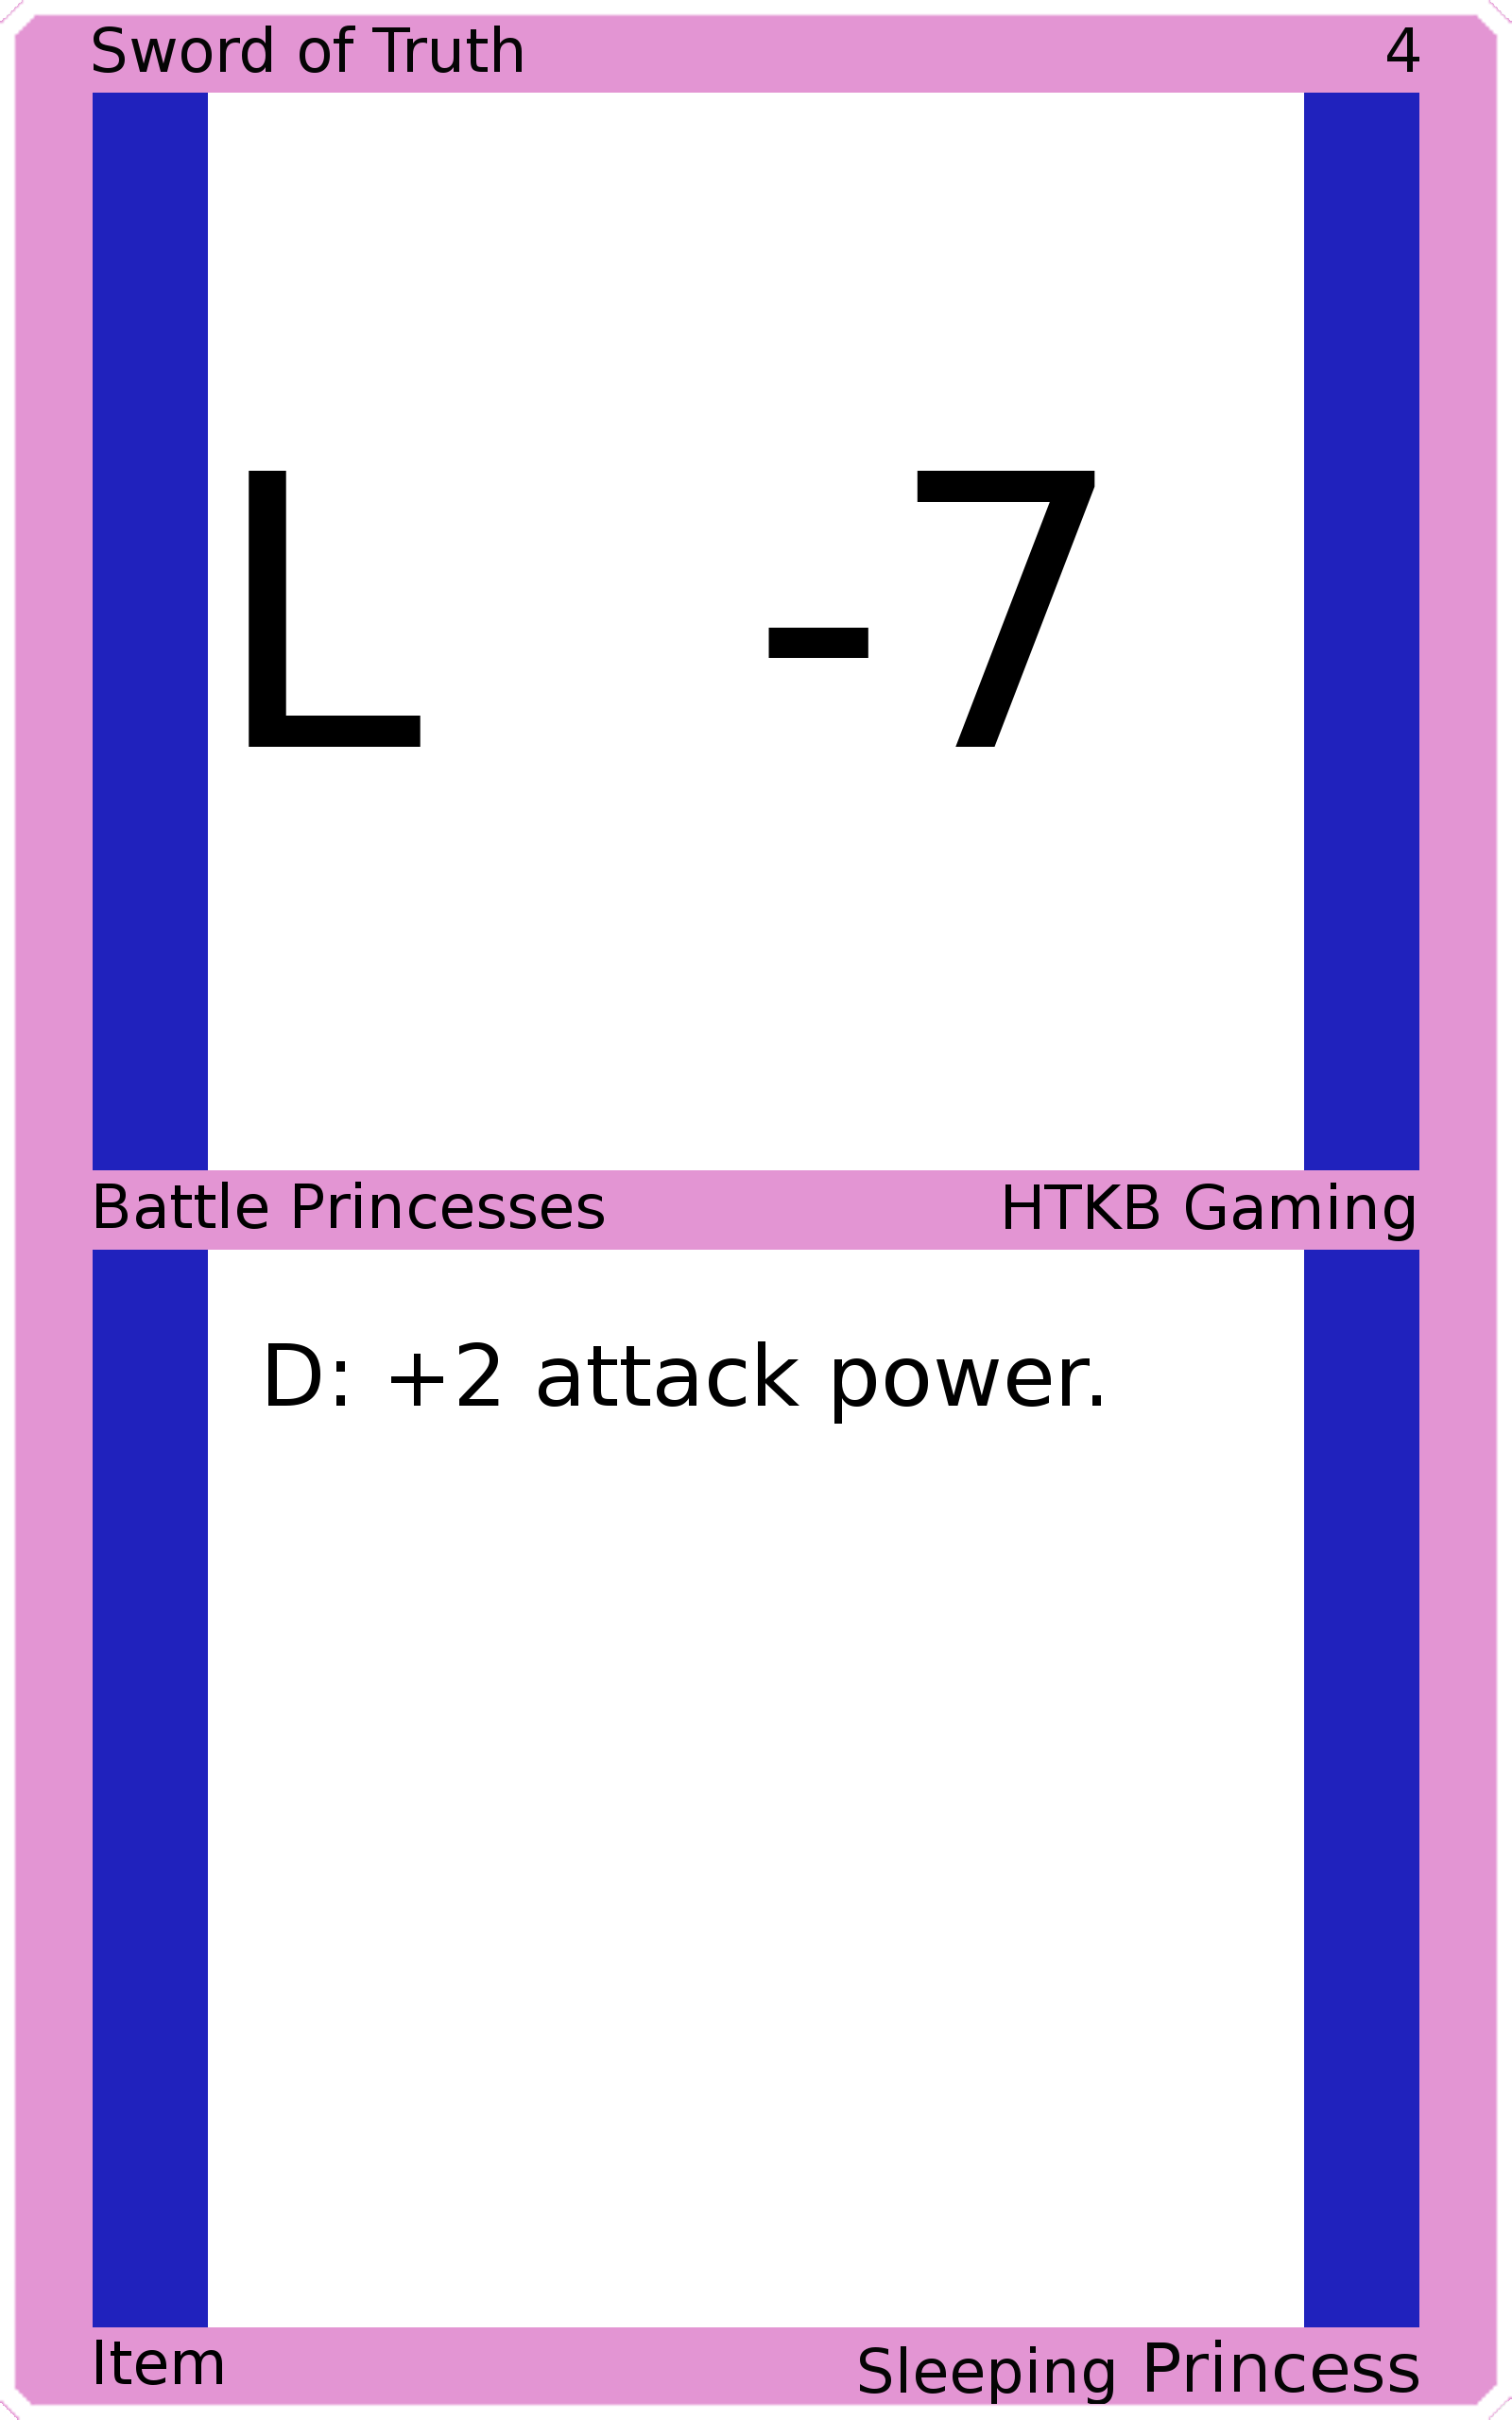 Sword of Truth 4
L -7
Battle Princesses HTKB Gaming
D: +2 attack power.
Item Sleeping Princess